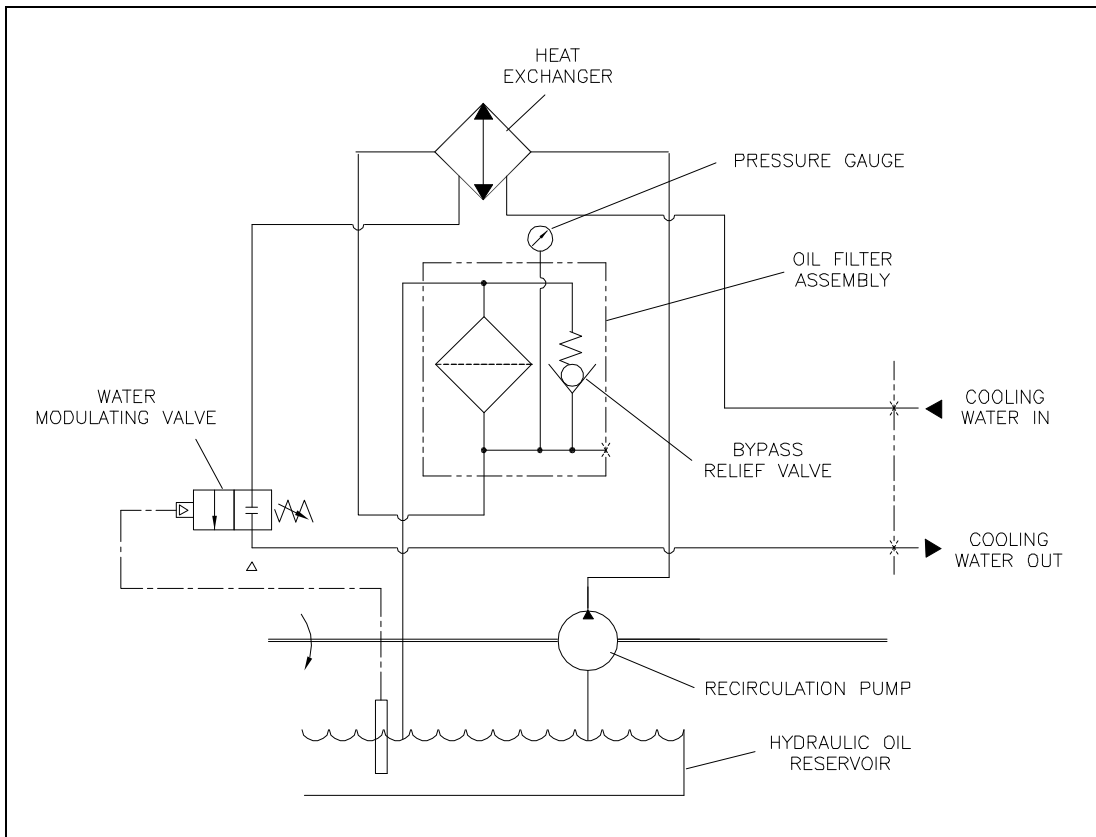 HEAT
EXCHANGER
PRESSURE GAUGE
OIL FILTER
ASSEMBLY
WATER
MODULATING VALVE
COOLING
WATER IN
BYPASS
RELIEF VALVE
COOLING
WATER OUT
RECIRCULATION PUMP
HYDRAULIC OIL
RESERVOIR